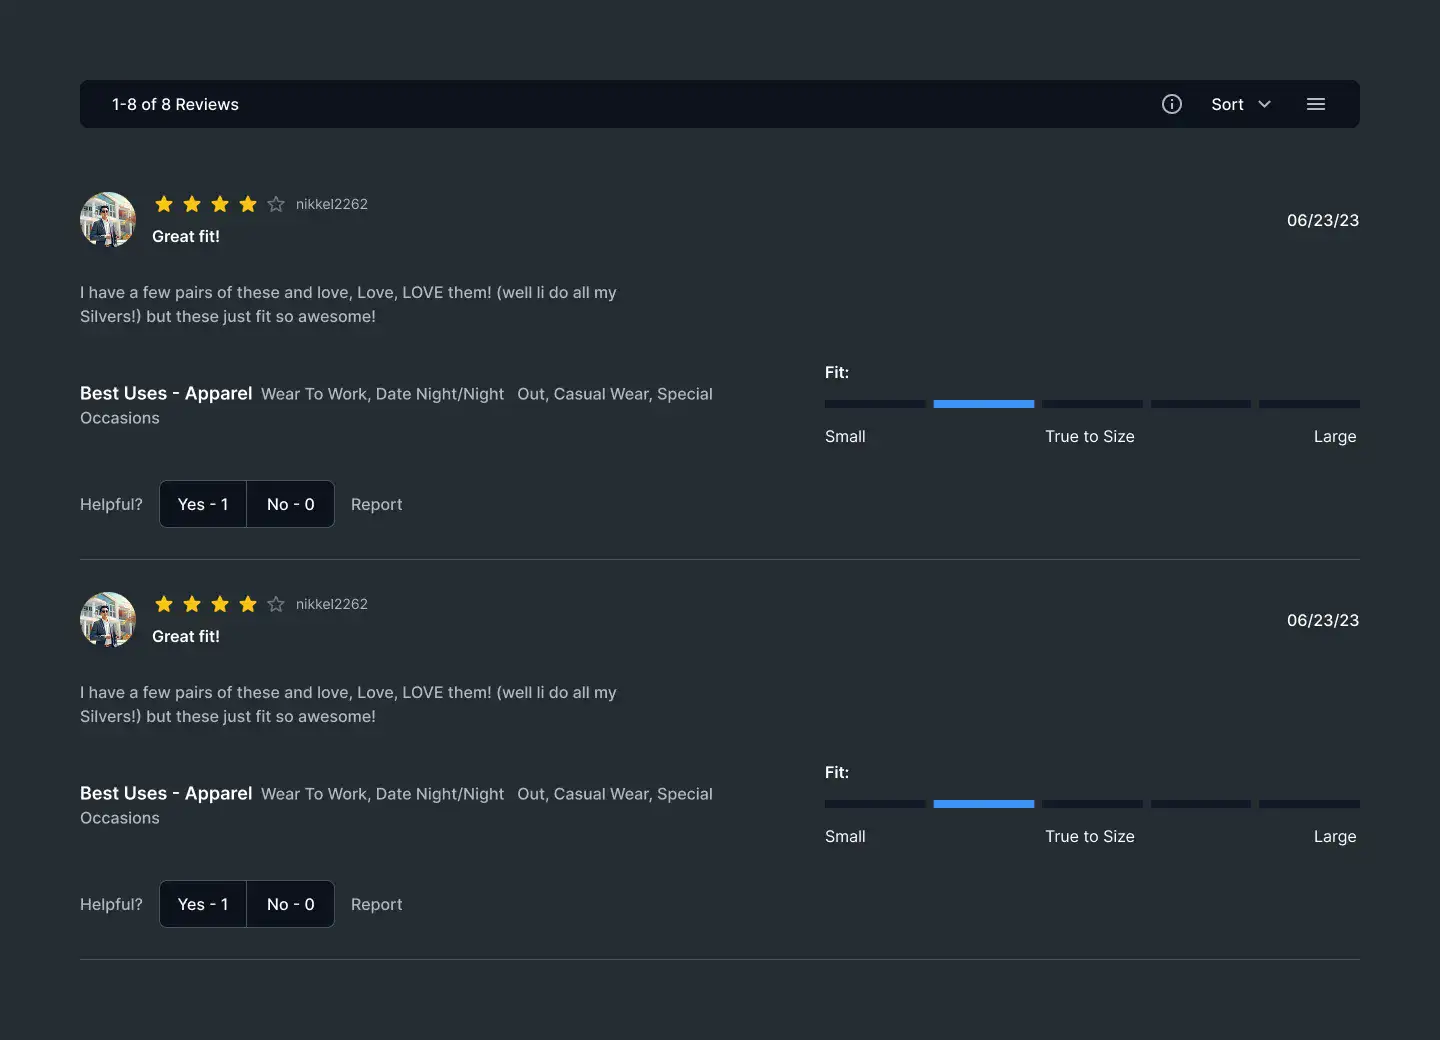 1-8 of 8 Reviews Sort
nikkel2262
Great fit!
06/23/23
I have a few pairs of these and love, Love, LOVE them! (well li do all my
Silvers!) but these just fit so awesome!
Best Uses - Apparel Wear To Work, Date Night/Night Out, Casual Wear, Special
Occasions
Fit:
Small True to Size Large
Helpful? Yes - 1 No - 0 Report
nikkel2262
Great fit!
06/23/23
I have a few pairs of these and love, Love, LOVE them! (well li do all my
Silvers!) but these just fit so awesome!
Best Uses - Apparel Wear To Work, Date Night/Night Out, Casual Wear, Special
Occasions
Fit:
Small True to Size Large
Helpful? Yes - 1 No - 0 Report